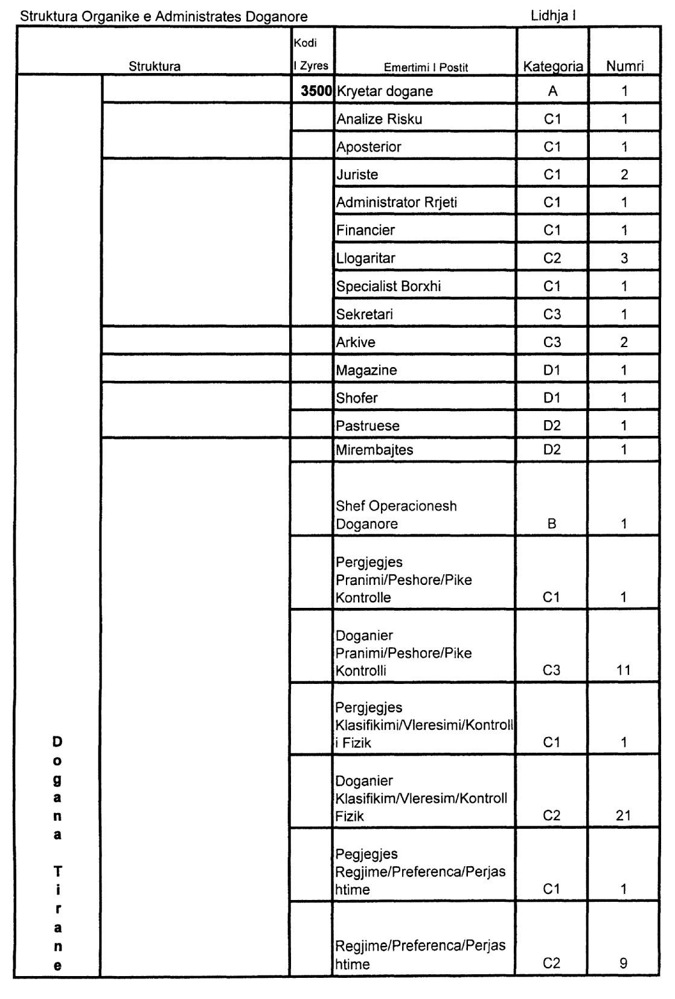 Struktura Organike e Administrates Doganore Lidhja I
Kodi
Struktura I Zyres Emertimi I Postit Kategoria Numri
3500 Kryetar dogane A 1
Analize Risku C1 1
Aposterior C1 1
Juriste C1 2
Administrator Rrjeti C1 1
Financier C1 1
Llogaritar C2 3
Specialist Borxhi C1 1
Sekretari C3 1
Arkive C3 2
Magazine D1 1
Shofer D1 1
Pastruese D2 1
Mirembajtes D2 1
Shef Operacionesh
Doganore B 1
Pergjegjes
Pranimi/Peshore/Pike
Kontrolle C1 1
Doganier
Pranimi/Peshore/Pike
Kontrolli C3 11
Pergjegjes
Klasifikimi/Vleresimi/Kontroll
i Fizik C1 1
Doganier
Klasifikim/Vleresim/Kontroll
Fizik C2 21
Pegjegjes
Regjime/Preferenca/Perjas
htime C1 1
Regjime/Preferenca/Perjas
htime C2 9
D
o
g
a
n
a
T
i
r
a
n
e